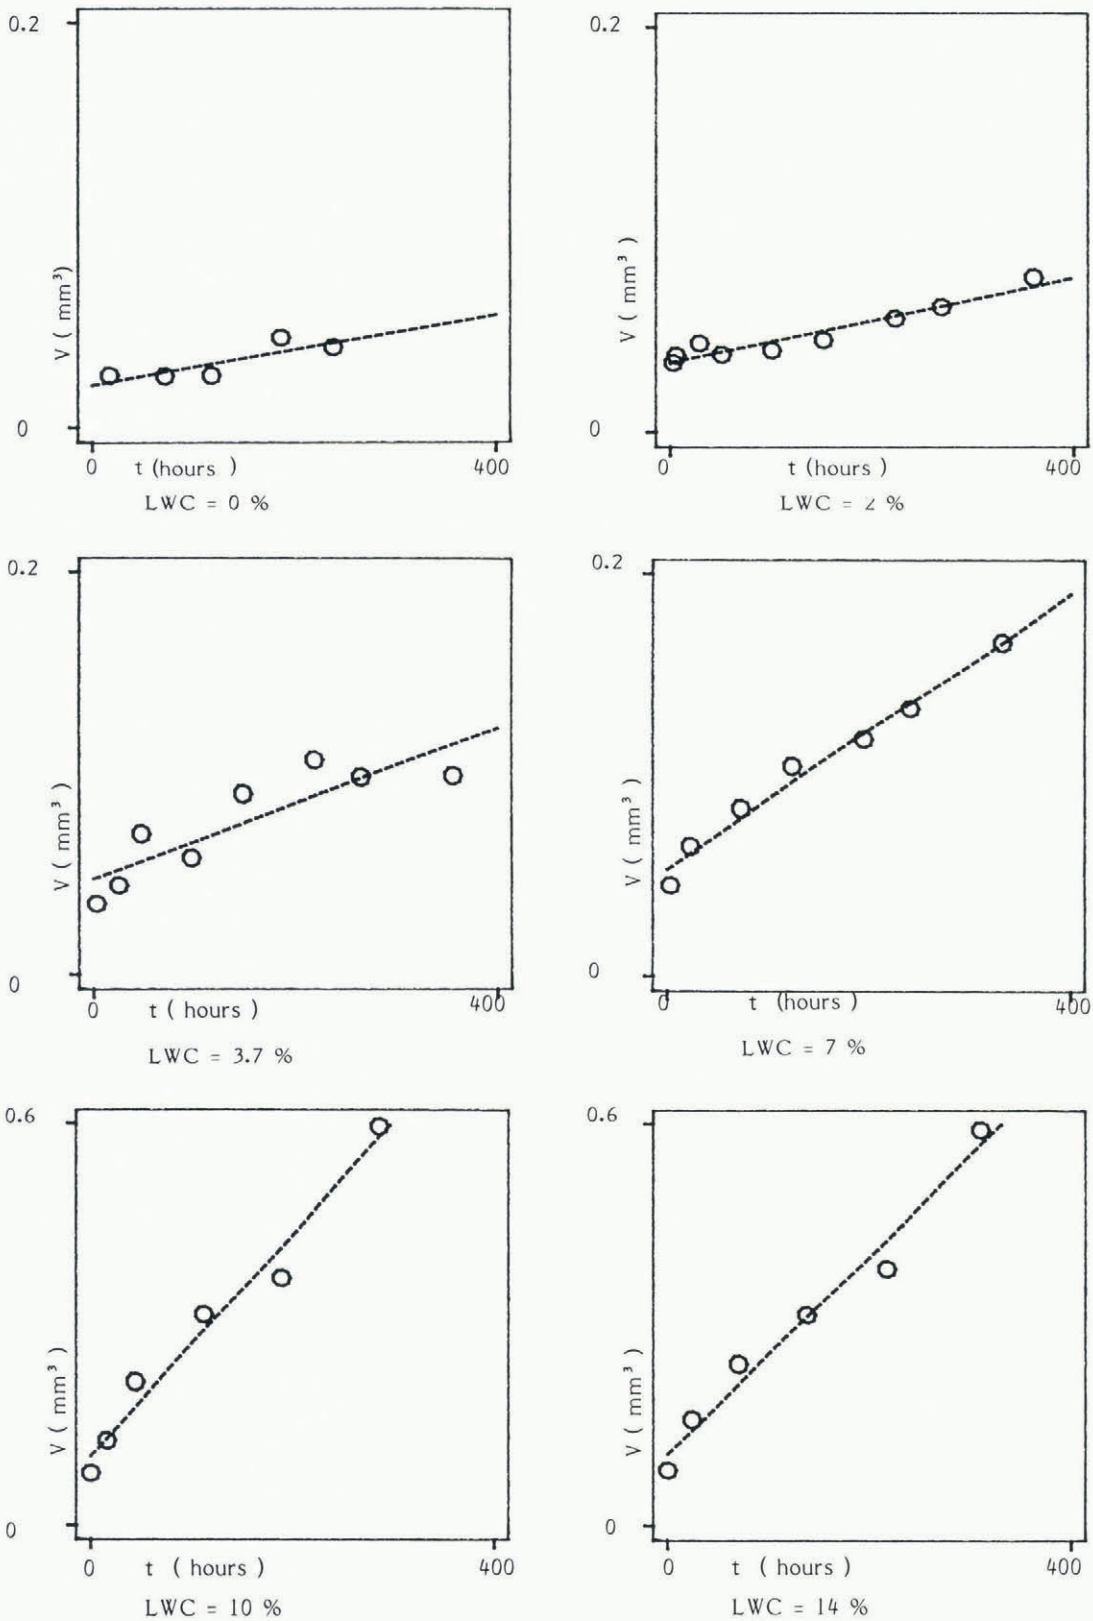 0.2
V ( mm³)
0
0
t (hours )
400
LWC = 0 %
0.2
V ( mm³ )
0
0
t (hours )
400
LWC = 2 %
0.2
V ( mm³ )
0
0
t ( hours )
400
LWC = 3.7 %
0.2
V ( mm³ )
0
0
t (hours )
400
LWC = 7 %
0.6
V ( mm³ )
0
0
t ( hours )
400
LWC = 10 %
0.6
V ( mm³ )
0
0
t ( hours )
400
LWC = 14 %